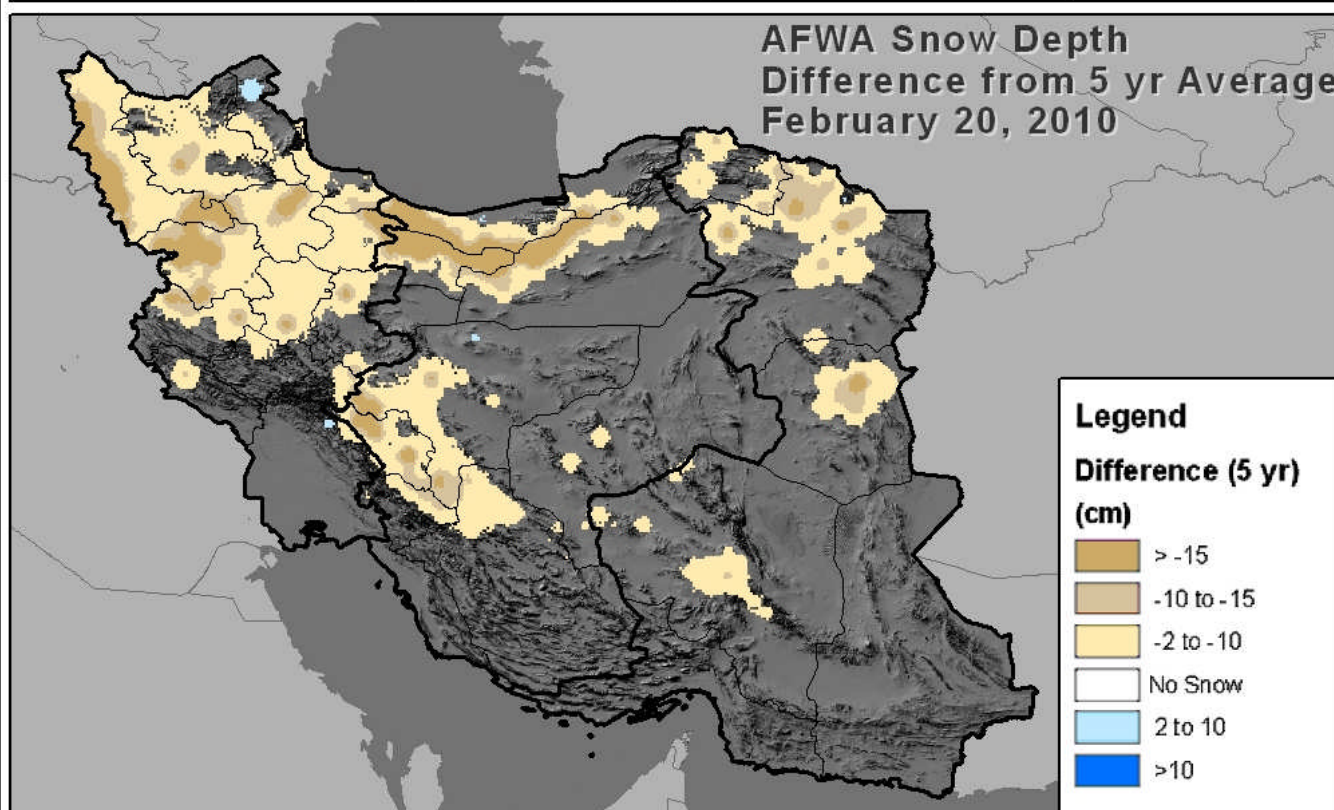 AFWA Snow Depth
Difference from 5 yr Average
February 20, 2010
Legend
Difference (5 yr)
(cm)
> -15
-10 to -15
-2 to -10
No Snow
2 to 10
>10